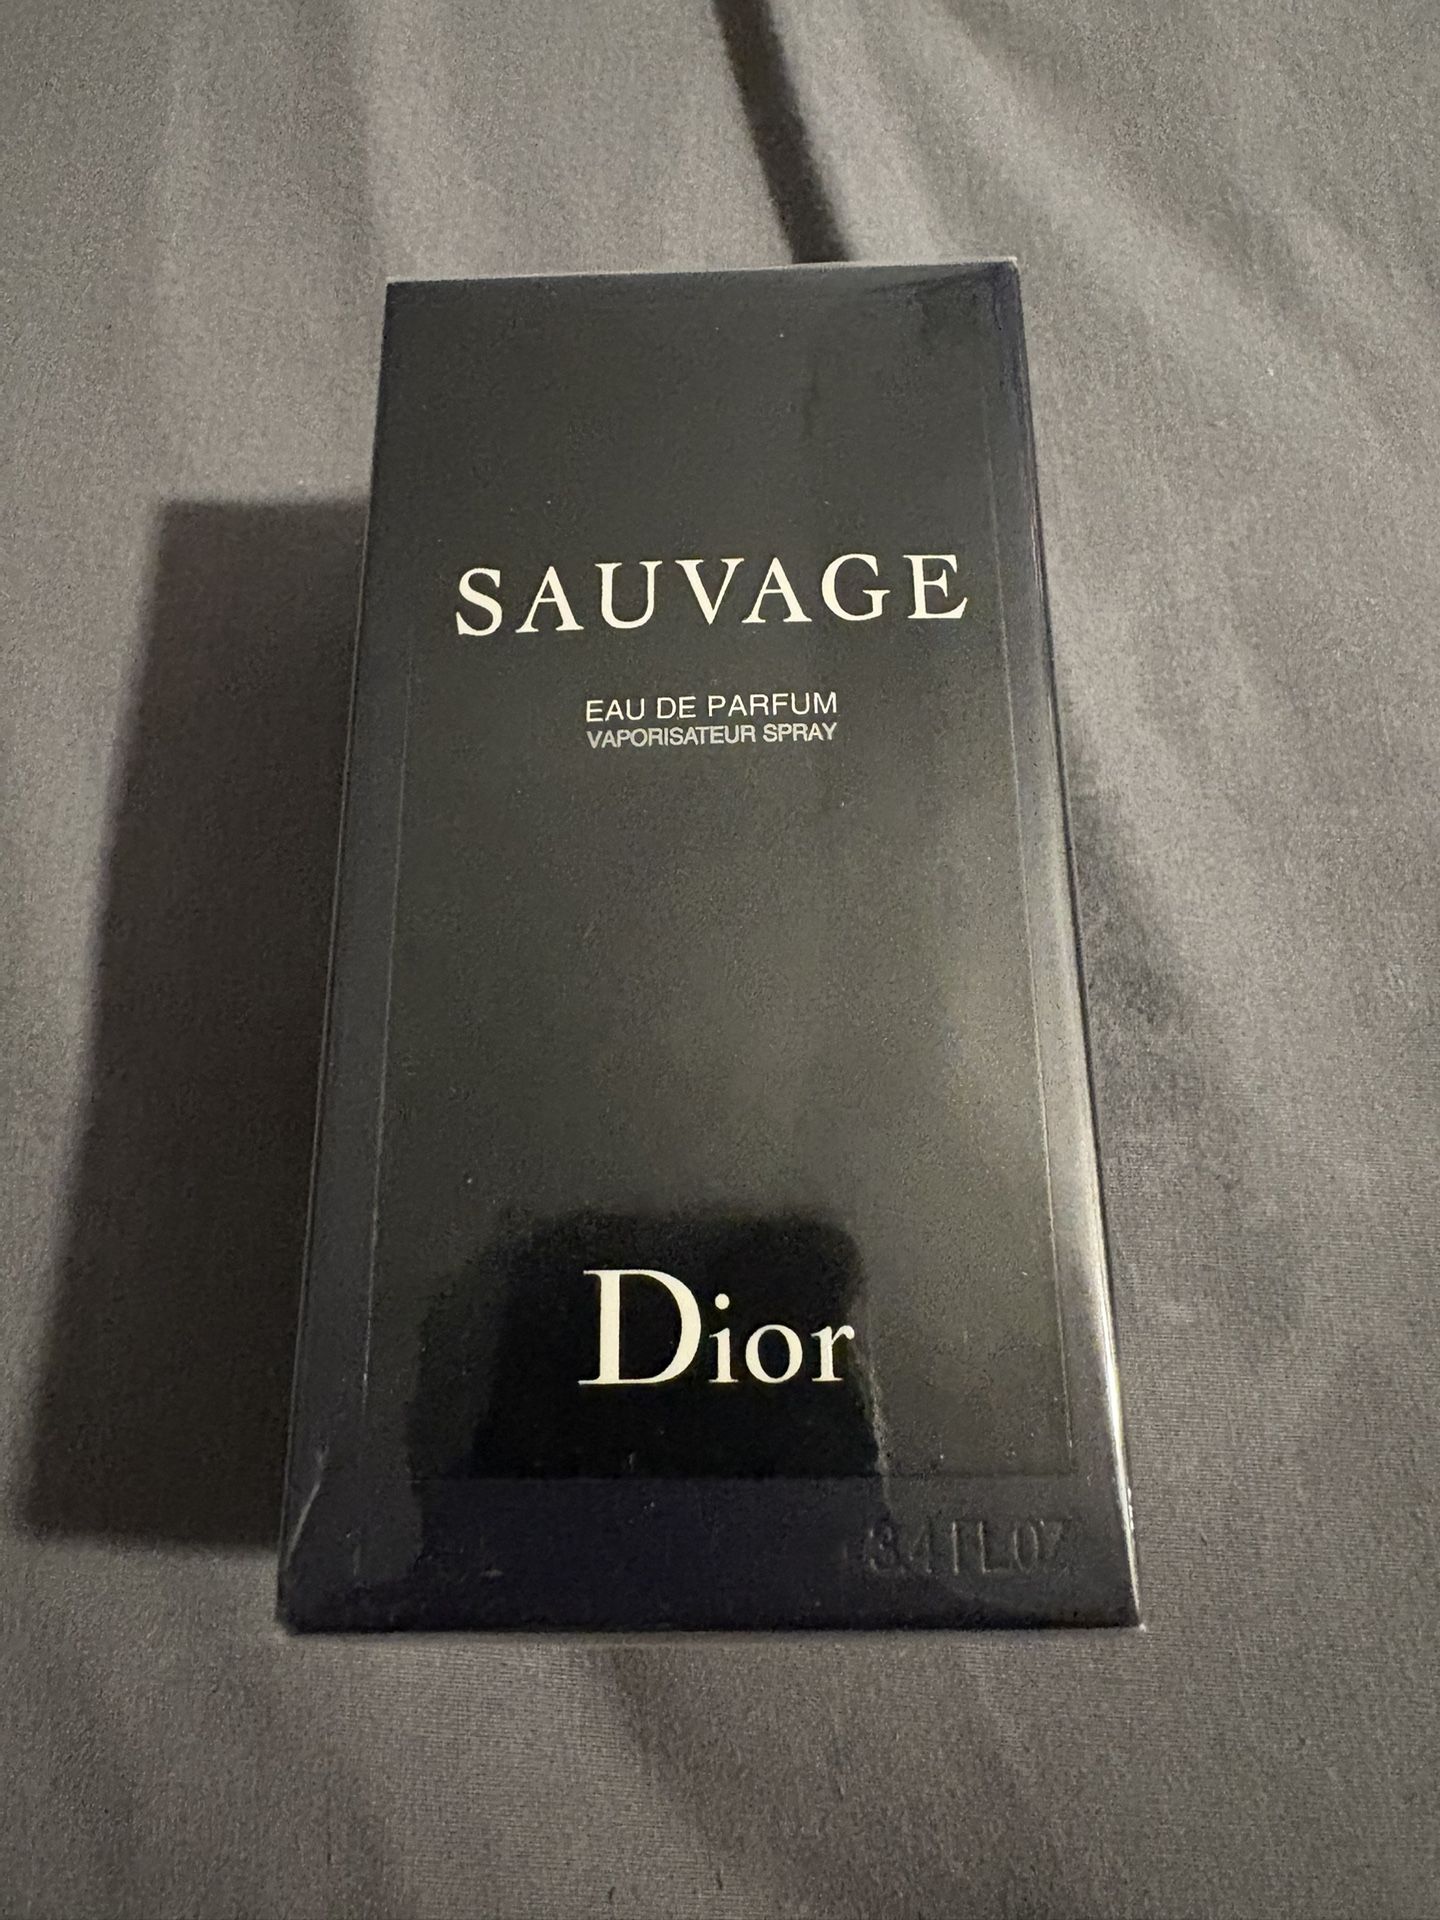 SAUVAGE
EAU DE PARFUM
VAPORISATEUR SPRAY
Dior
3.4 FL.OZ